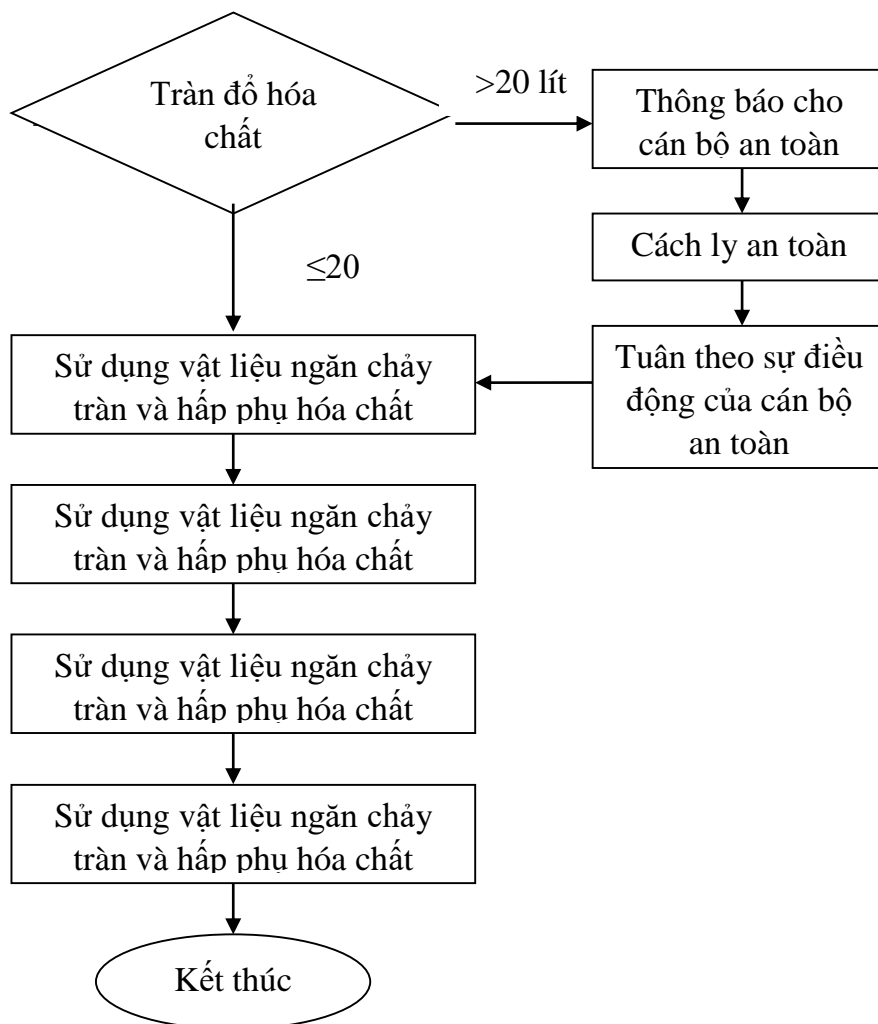 Tràn đổ hóa
chất
>20 lít
Thông báo cho
cán bộ an toàn
Cách ly an toàn
≤20
Tuân theo sự điều
động của cán bộ
an toàn
Sử dụng vật liệu ngăn chảy
tràn và hấp phụ hóa chất
Sử dụng vật liệu ngăn chảy
tràn và hấp phụ hóa chất
Sử dụng vật liệu ngăn chảy
tràn và hấp phụ hóa chất
Sử dụng vật liệu ngăn chảy
tràn và hấp phụ hóa chất
Kết thúc